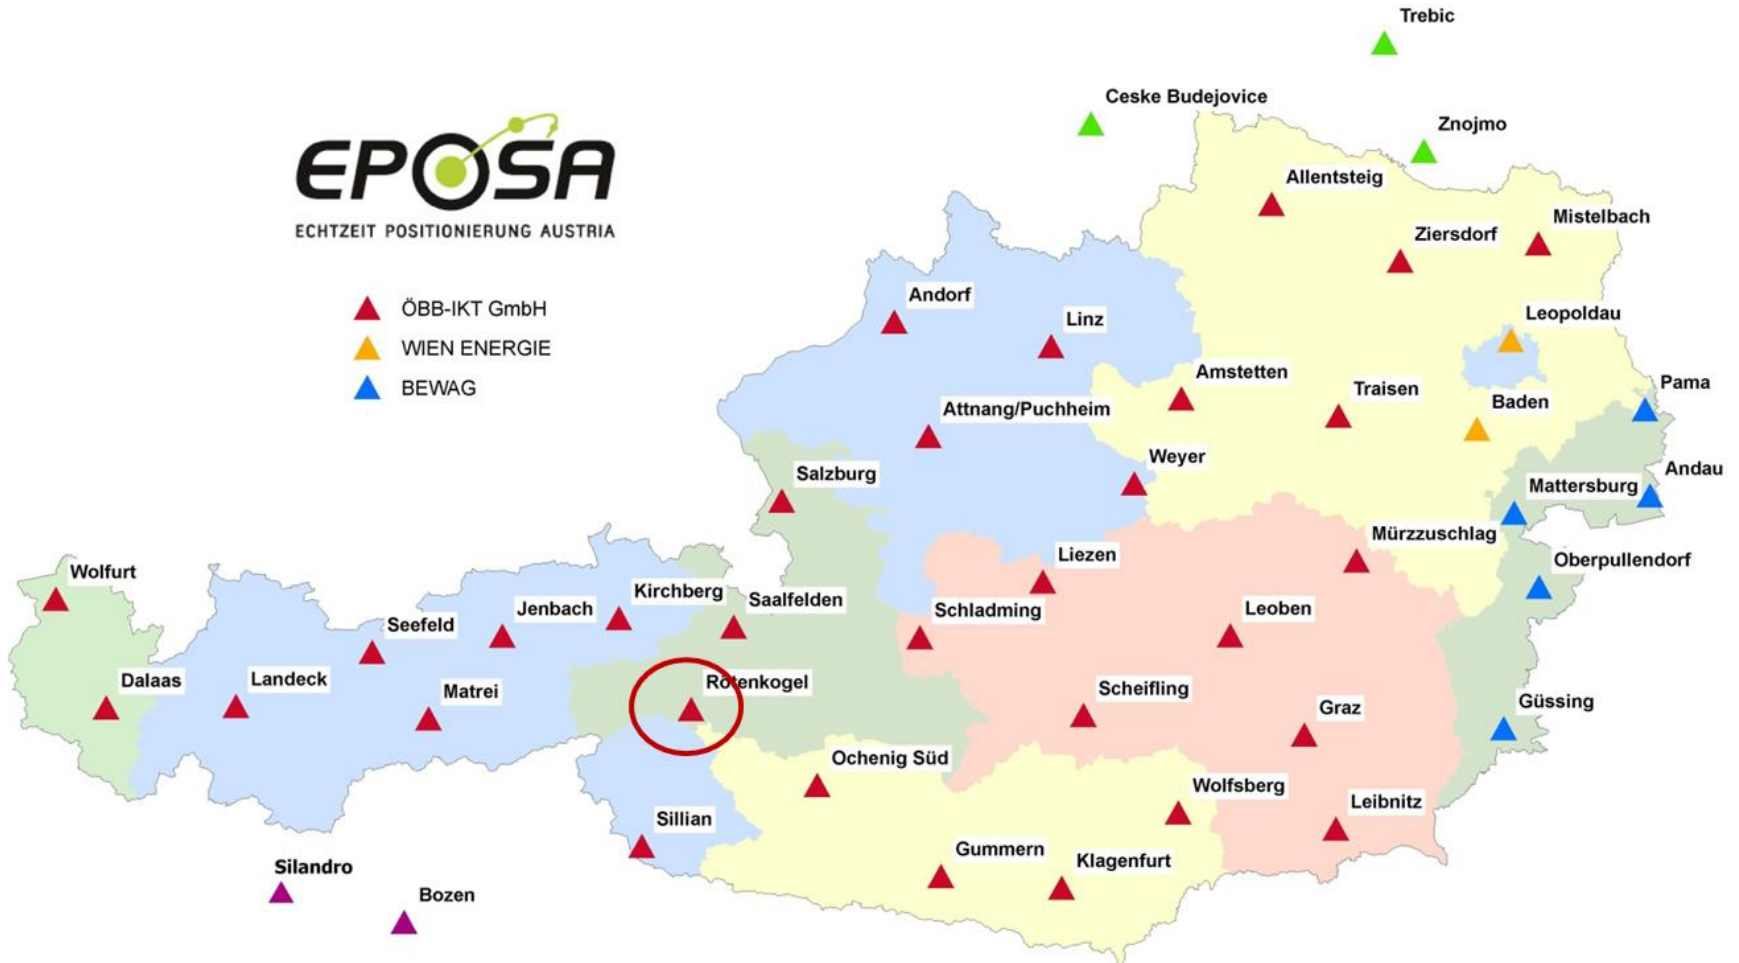 Trebic
Ceske Budejovice
Znojmo
EPOSA
ECHTZEIT POSITIONIERUNG AUSTRIA
ÖBB-IKT GmbH
WIEN ENERGIE
BEWAG
Allentsteig
Mistelbach
Ziersdorf
Andorf
Linz
Leopoldau
Amstetten
Traisen
Pama
Baden
Attnang/Puchheim
Weyer
Andau
Salzburg
Mattersburg
Mürzzuschlag
Liezen
Oberpullendorf
Wolfurt
Kirchberg
Saalfelden
Jenbach
Schladming
Leoben
Seefeld
Dalaas
Landeck
Matrei
Rötenkogel
Scheifling
Graz
Güssing
Ochenig Süd
Wolfsberg
Leibnitz
Sillian
Gummern
Klagenfurt
Silandro
Bozen